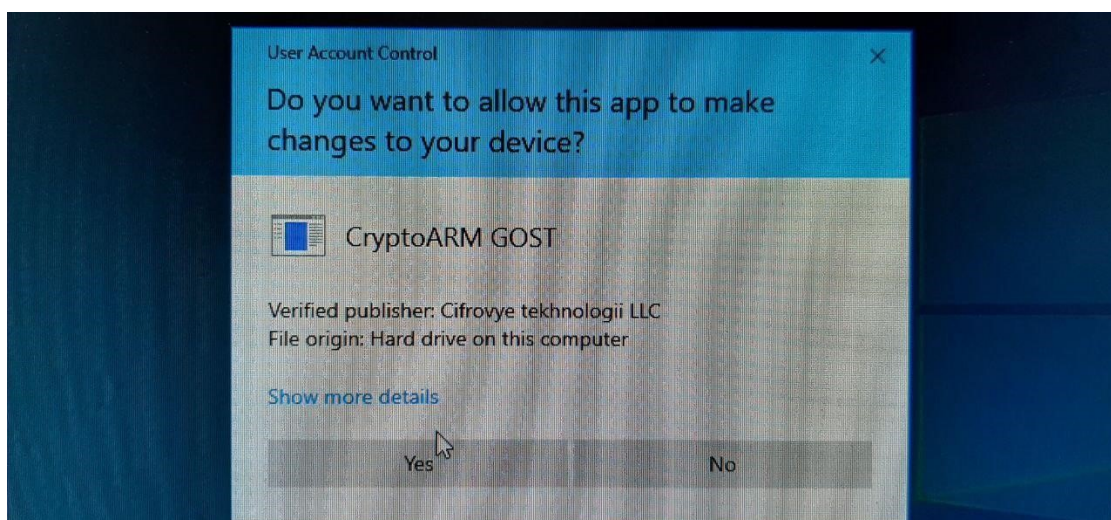 User Account Control
Do you want to allow this app to make
changes to your device?
CryptoARM GOST
Verified publisher: Cifrovye tekhnologii LLC
File origin: Hard drive on this computer
Show more details
Yes
No